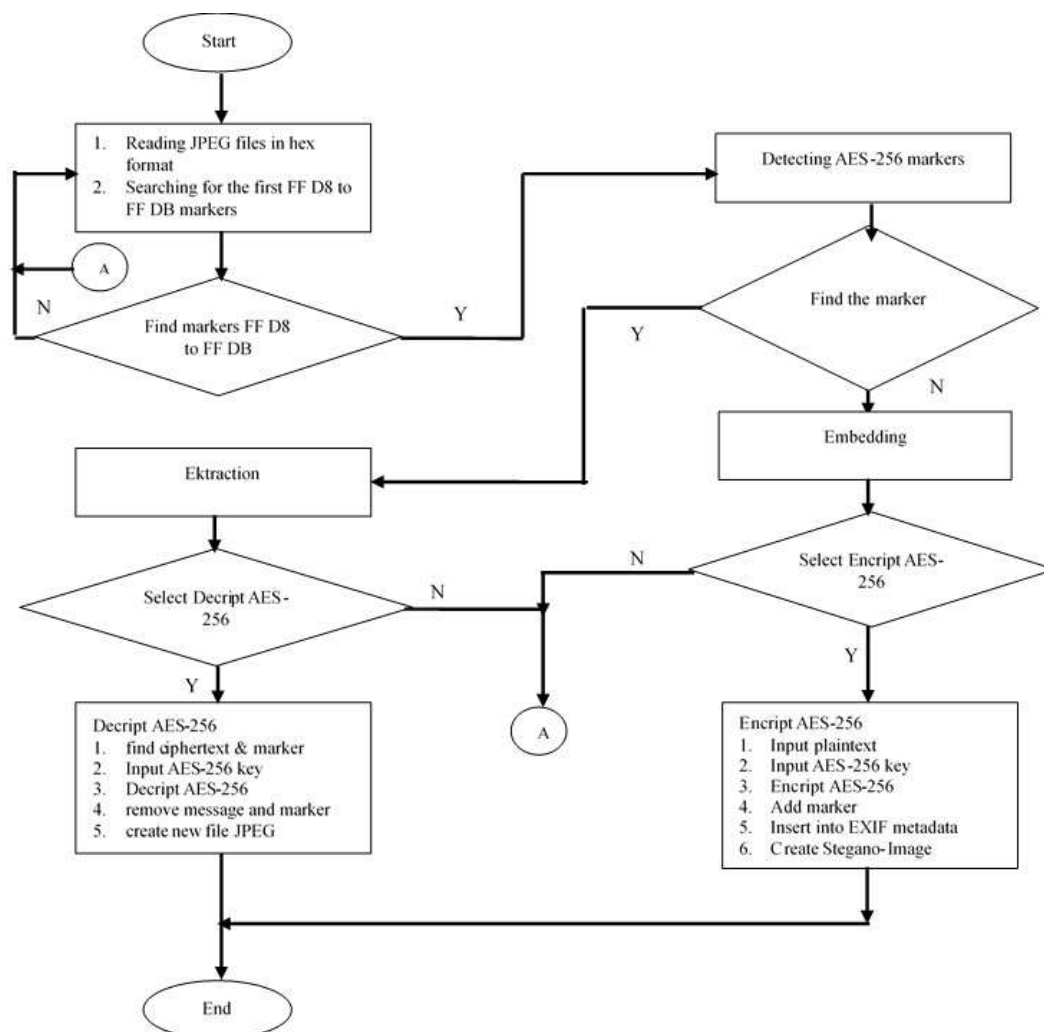 Start
1. Reading JPEG files in hex
format
2. Searching for the first FF D8 to
FF DB markers
A
N
Find markers FF D8
to FF DB
Y
Detecting AES-256 markers
Find the marker
Y
N
Embedding
Ektraction
Select Encript AES-
256
N
Y
Select Decript AES-
256
N
Y
A
Decript AES-256
1. find ciphertext & marker
2. Input AES-256 key
3. Decript AES-256
4. remove message and marker
5. create new file JPEG
Encript AES-256
1. Input plaintext
2. Input AES-256 key
3. Encript AES-256
4. Add marker
5. Insert into EXIF metadata
6. Create Stegano-Image
End